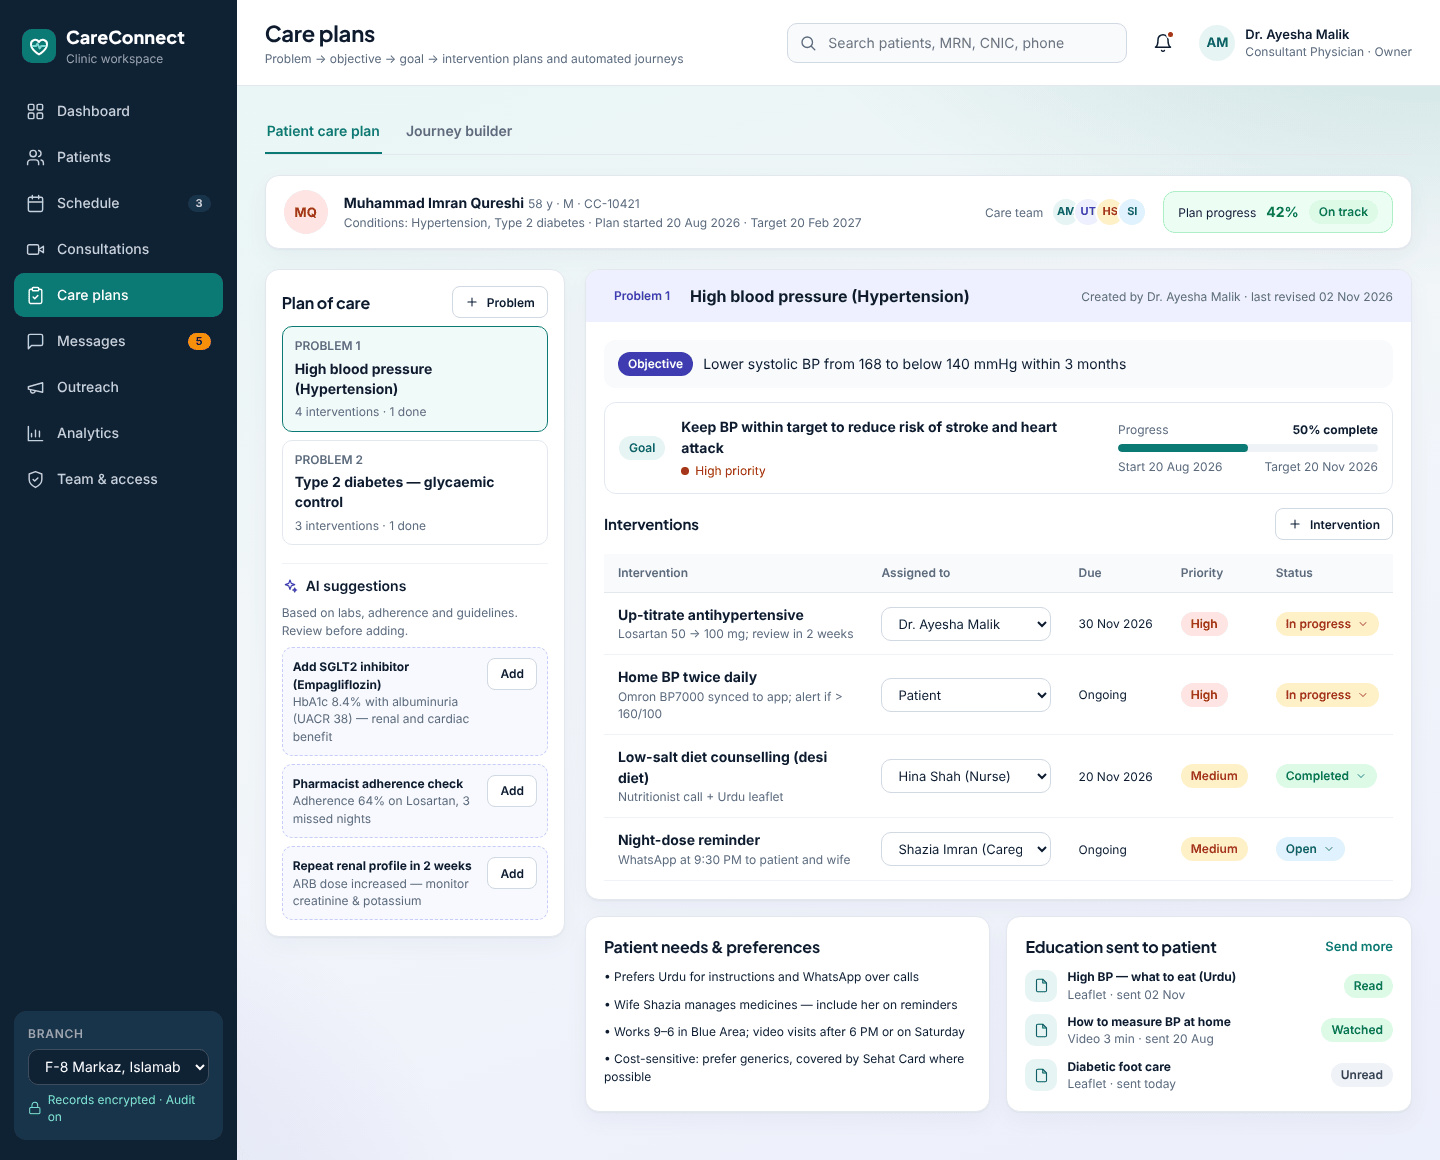 CareConnect
Clinic workspace
Dashboard
Patients
Schedule 3
Consultations
Care plans
Messages 5
Outreach
Analytics
Team & access
BRANCH
F-8 Markaz, Islamab
Records encrypted · Audit
on
Care plans
Problem → objective → goal → intervention plans and automated journeys
Search patients, MRN, CNIC, phone
AM
Dr. Ayesha Malik
Consultant Physician · Owner
Patient care plan
Journey builder
MQ
Muhammad Imran Qureshi 58 y · M · CC-10421
Conditions: Hypertension, Type 2 diabetes · Plan started 20 Aug 2026 · Target 20 Feb 2027
Care team AM UT HS SI
Plan progress 42% On track
Plan of care
+ Problem
PROBLEM 1
High blood pressure
(Hypertension)
4 interventions · 1 done
PROBLEM 2
Type 2 diabetes — glycaemic
control
3 interventions · 1 done
AI suggestions
Based on labs, adherence and guidelines.
Review before adding.
Add SGLT2 inhibitor
(Empagliflozin)
HbA1c 8.4% with albuminuria
(UACR 38) — renal and cardiac
benefit
Add
Pharmacist adherence check
Adherence 64% on Losartan, 3
missed nights
Add
Repeat renal profile in 2 weeks
ARB dose increased — monitor
creatinine & potassium
Add
Problem 1
High blood pressure (Hypertension)
Created by Dr. Ayesha Malik · last revised 02 Nov 2026
Objective
Lower systolic BP from 168 to below 140 mmHg within 3 months
Goal
Keep BP within target to reduce risk of stroke and heart
attack
High priority
Progress 50% complete
Start 20 Aug 2026 Target 20 Nov 2026
Interventions
+ Intervention
Intervention Assigned to Due Priority Status
Up-titrate antihypertensive
Losartan 50 → 100 mg; review in 2 weeks
Dr. Ayesha Malik
30 Nov 2026
High
In progress
Home BP twice daily
Omron BP7000 synced to app; alert if >
160/100
Patient
Ongoing
High
In progress
Low-salt diet counselling (desi
diet)
Nutritionist call + Urdu leaflet
Hina Shah (Nurse)
20 Nov 2026
Medium
Completed
Night-dose reminder
WhatsApp at 9:30 PM to patient and wife
Shazia Imran (Careg
Ongoing
Medium
Open
Patient needs & preferences
• Prefers Urdu for instructions and WhatsApp over calls
• Wife Shazia manages medicines — include her on reminders
• Works 9–6 in Blue Area; video visits after 6 PM or on Saturday
• Cost-sensitive: prefer generics, covered by Sehat Card where
possible
Education sent to patient
Send more
High BP — what to eat (Urdu)
Leaflet · sent 02 Nov
Read
How to measure BP at home
Video 3 min · sent 20 Aug
Watched
Diabetic foot care
Leaflet · sent today
Unread